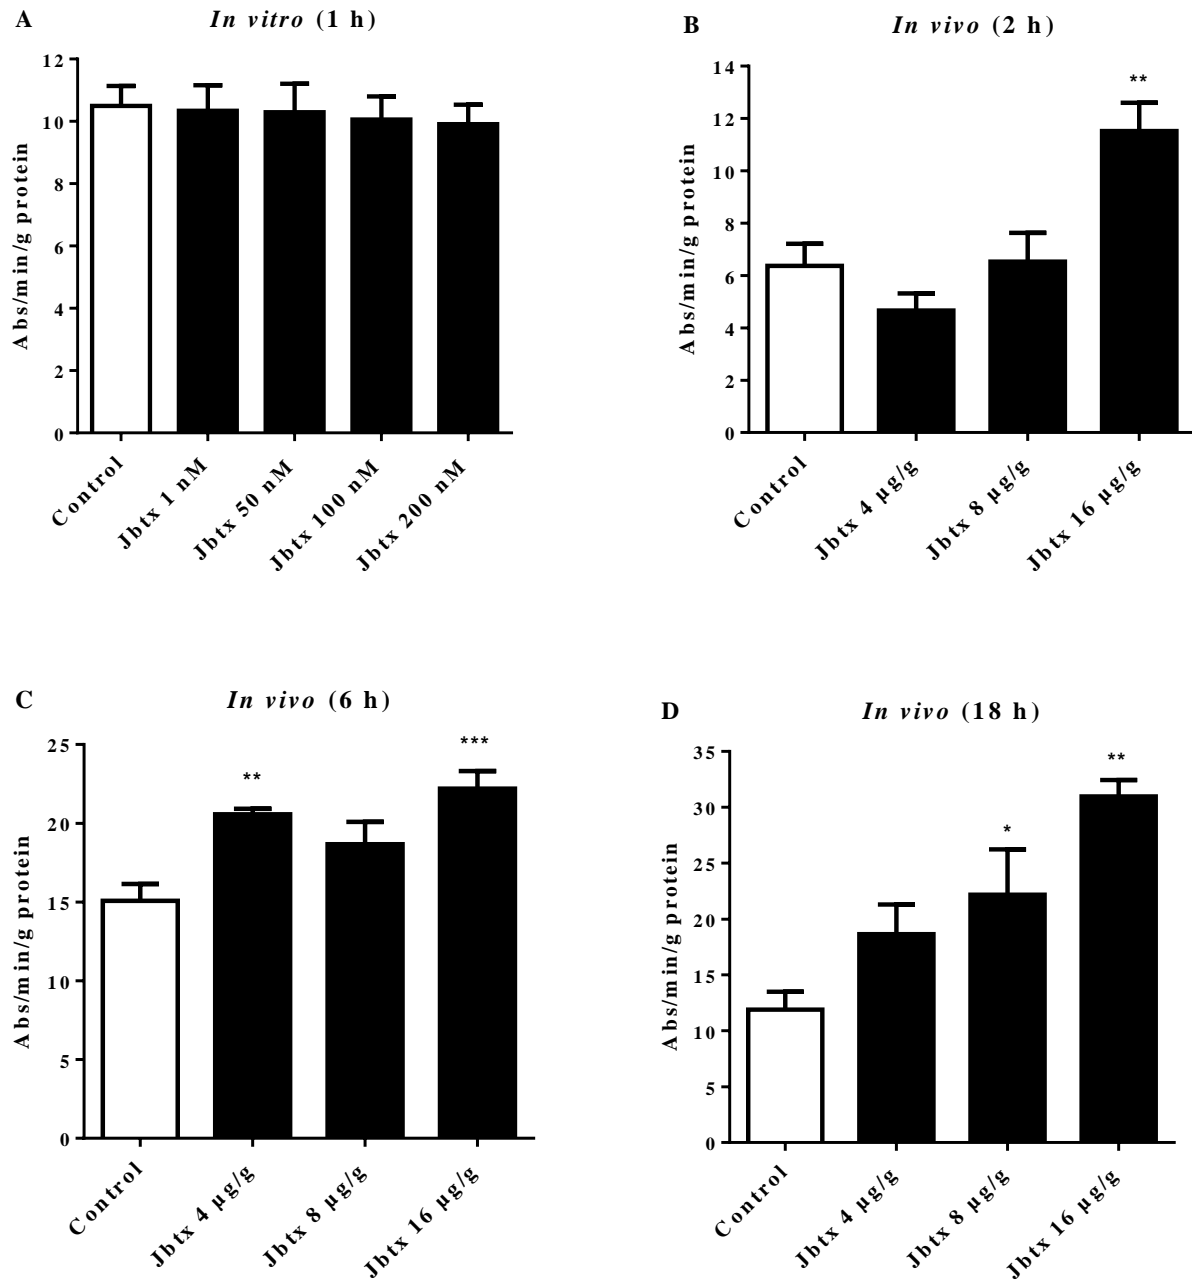 A
In vitro (1 h)
Abs/min/g protein
12
10
8
6
4
2
0
Control
Jbtx 1 nM
Jbtx 50 nM
Jbtx 100 nM
Jbtx 200 nM
B
In vivo (2 h)
Abs/min/g protein
14
12
10
8
6
4
2
0
**
Control
Jbtx 4 µg/g
Jbtx 8 µg/g
Jbtx 16 µg/g
C
In vivo (6 h)
Abs/min/g protein
25
20
15
10
5
0
**
***
Control
Jbtx 4 µg/g
Jbtx 8 µg/g
Jbtx 16 µg/g
D
In vivo (18 h)
Abs/min/g protein
35
30
25
20
15
10
5
0
*
**
Control
Jbtx 4 µg/g
Jbtx 8 µg/g
Jbtx 16 µg/g